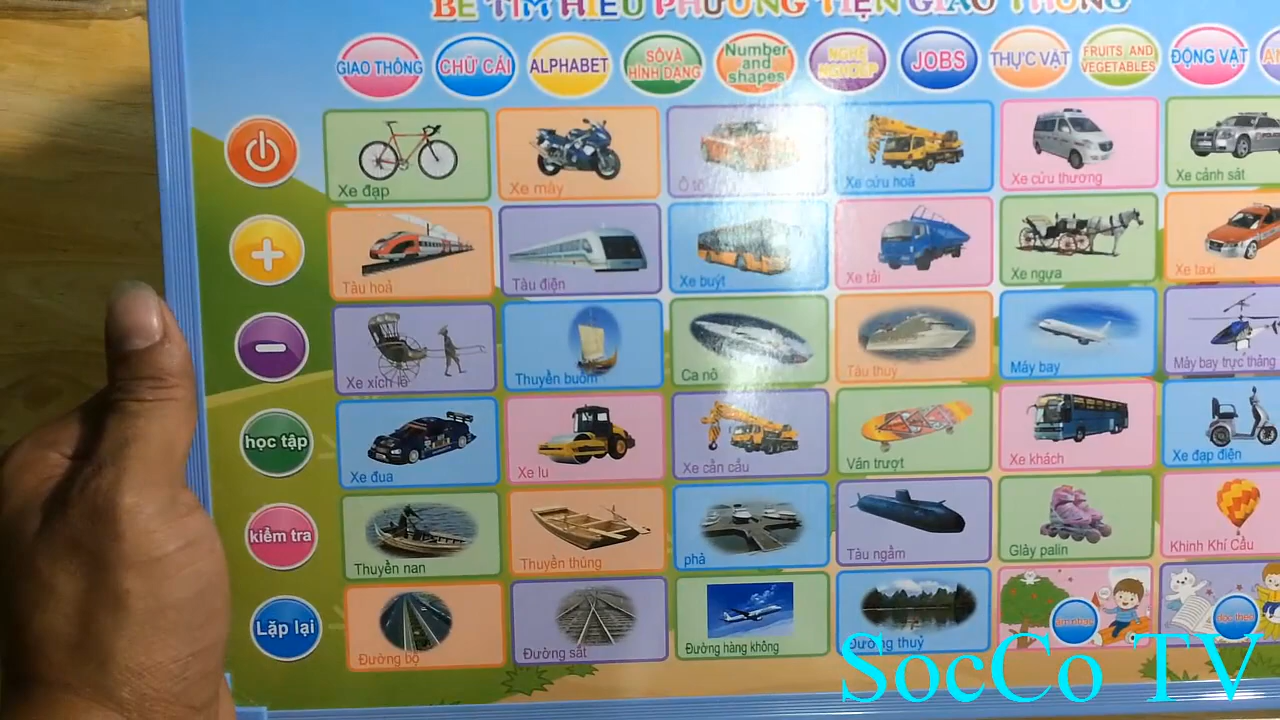 BÉ TÌM HIỂU PHƯƠNG TIỆN GIAO THÔNG
GIAO THÔNG
CHỮ CÁI
ALPHABET
SỐ VÀ
HÌNH DẠNG
Number
and
shapes
NGHỀ
NGHIỆP
JOBS
THỰC VẬT
FRUITS AND
VEGETABLES
ĐỘNG VẬT
Xe đạp
Xe máy
Ô tô
Xe cứu hoả
Xe cứu thương
Xe cảnh sát
Tàu hoả
Tàu điện
Xe buýt
Xe tải
Xe ngựa
Xe taxi
Xe xích lô
Thuyền buồm
Ca nô
Tàu thuỷ
Máy bay
Máy bay trực thăng
học tập
Xe đua
Xe lu
Xe cần cẩu
Ván trượt
Xe khách
Xe đạp điện
kiểm tra
Thuyền nan
Thuyền thúng
phà
Tàu ngầm
Giày patin
Khinh Khí Cầu
Lặp lại
Đường bộ
Đường sắt
Đường hàng không
Đường thuỷ
âm nhạc
SocCo TV